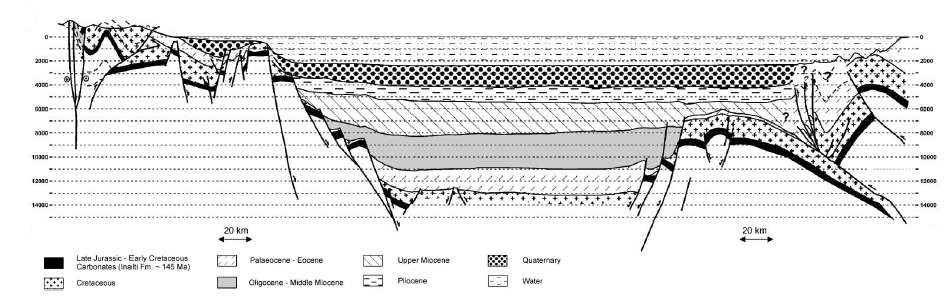 0
2000
4000
6000
8000
10000
12000
14000
0
2000
4000
6000
8000
10000
12000
14000
?
?
?
20 km
20 km
Late Jurassic - Early Cretaceous
Carbonates (Inalti Fm. ~ 145 Ma)
Cretaceous
Palaeocene - Eocene
Oligocene - Middle Miocene
Upper Miocene
Pliocene
Quaternary
Water